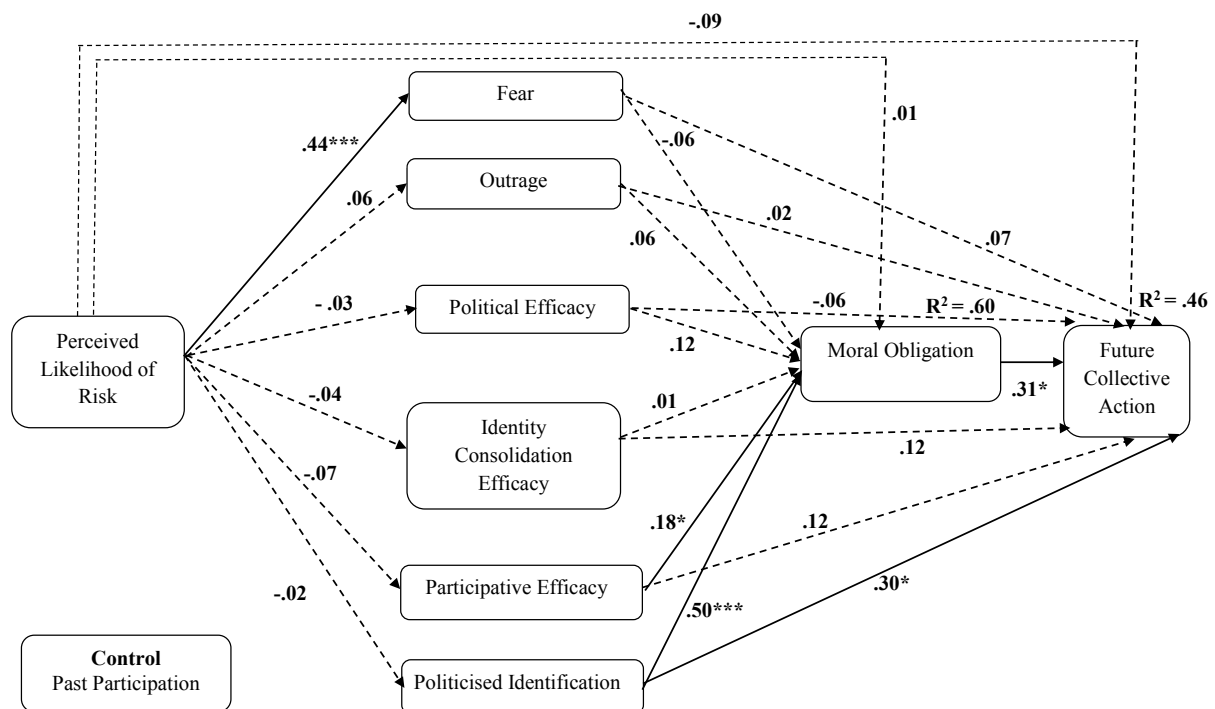 -.09
Fear
.01
.44***
-.06
Outrage
.06
.02
.06
.07
- .03
Political Efficacy
-.06
R² = .60
R² = .46
Perceived
Likelihood of
Risk
.12
Moral Obligation
Future
Collective
Action
-.04
.01
.31*
Identity
Consolidation
Efficacy
.12
-.07
.18*
.12
-.02
Participative Efficacy
.30*
.50***
Control
Past Participation
Politicised Identification